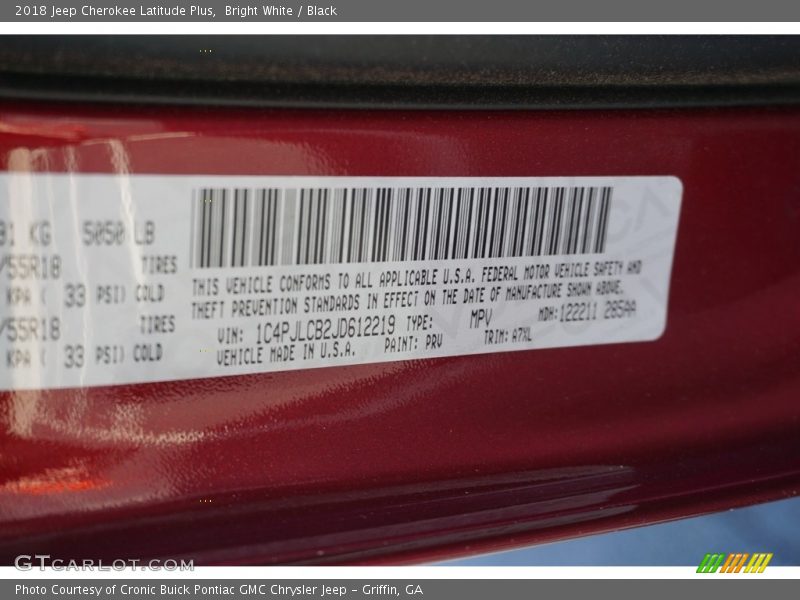 2018 Jeep Cherokee Latitude Plus,  Bright White / Black
81 KG 5050 LB
/55R18 TIRES
KPA ( 33 PSI) COLD
/55R18 TIRES
KPA ( 33 PSI) COLD
THIS VEHICLE CONFORMS TO ALL APPLICABLE U.S.A. FEDERAL MOTOR VEHICLE SAFETY AND
THEFT PREVENTION STANDARDS IN EFFECT ON THE DATE OF MANUFACTURE SHOWN ABOVE.
VIN: 1C4PJLCB2JD612219 TYPE: MPV MDH: 122211 285AA
VEHICLE MADE IN U.S.A. PAINT: PRV TRIM: A7XL
GTCARLOT.COM
Photo Courtesy of Cronic Buick Pontiac GMC Chrysler Jeep - Griffin, GA